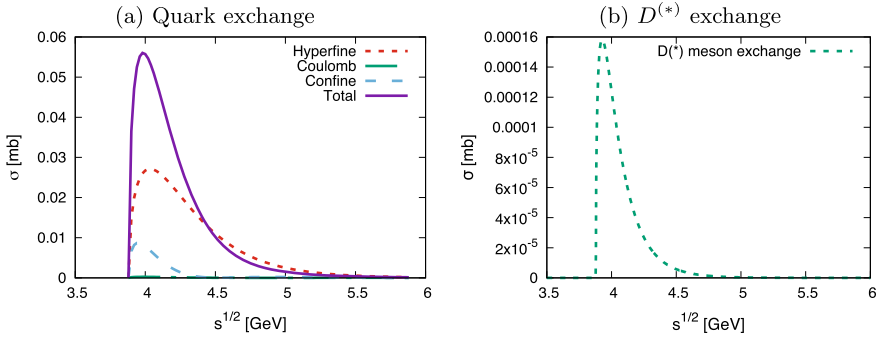 (a) Quark exchange
0.06
0.05
0.04
0.03
0.02
0.01
0
σ [mb]
Hyperfine
Coulomb
Confine
Total
3.5 4 4.5 5 5.5 6
s^{1/2} [GeV]
(b) D^{(*)} exchange
0.00016
0.00014
0.00012
0.0001
8x10^{-5}
6x10^{-5}
4x10^{-5}
2x10^{-5}
0
σ [mb]
D(*) meson exchange
3.5 4 4.5 5 5.5 6
s^{1/2} [GeV]